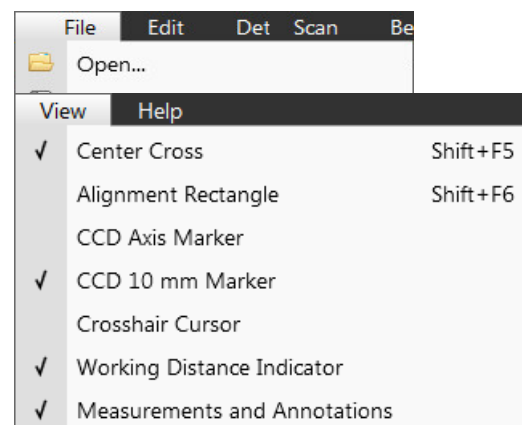 File Edit Det Scan Be
Open...
View Help
Center Cross Shift+F5
Alignment Rectangle Shift+F6
CCD Axis Marker
CCD 10 mm Marker
Crosshair Cursor
Working Distance Indicator
Measurements and Annotations